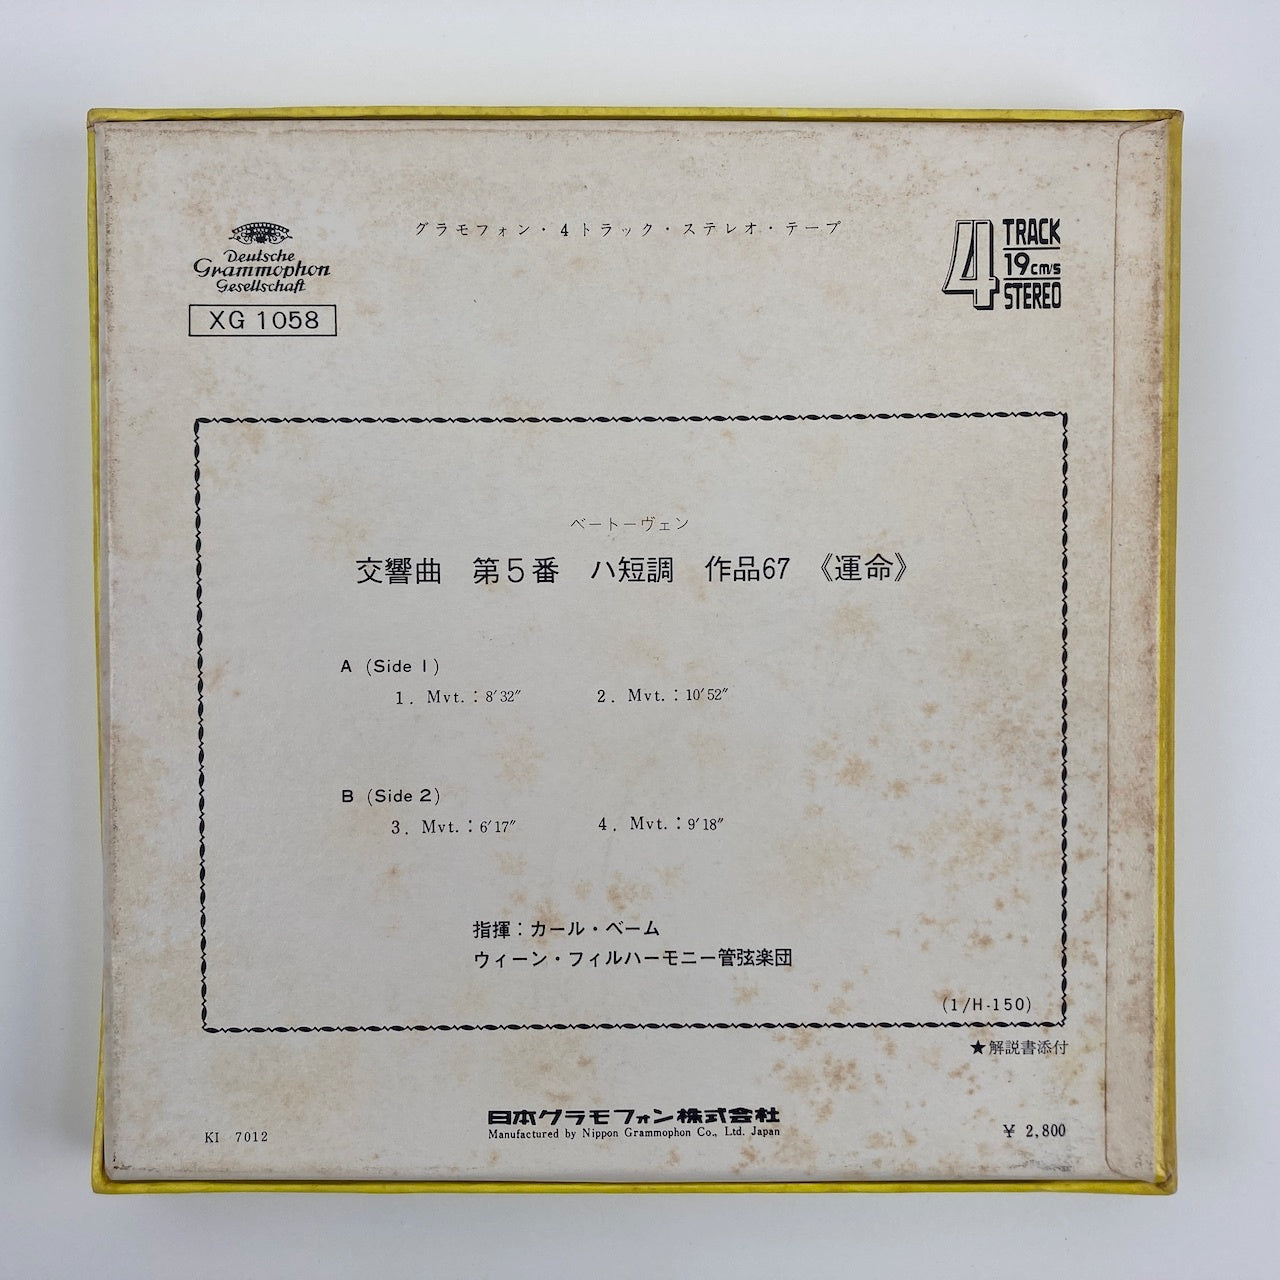 グラモフォン・4トラック・ステレオ・テープ
Deutsche
Grammophon
Gesellschaft
XG 1058
4 TRACK
19 cm/s
STEREO
ベートーヴェン
交響曲 第5番 ハ短調 作品67 《運命》
A (Side 1)
1. Mvt.：8′32″ 2. Mvt.：10′52″
B (Side 2)
3. Mvt.：6′17″ 4. Mvt.：9′18″
指揮：カール・ベーム
ウィーン・フィルハーモニー管弦楽団
(1/H-150)
★解説書添付
日本グラモフォン株式会社
KI 7012 Manufactured by Nippon Grammophon Co., Ltd. Japan ¥ 2,800